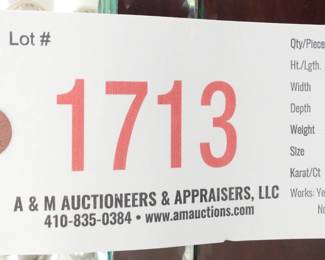 Lot #
1713
A & M AUCTIONEERS & APPRAISERS, LLC
410-835-0384 • www.amauctions.com
Qty/Piece
Ht./Lgth.
Width
Depth
Weight
Size
Karat/Ct
Works: Ye
No